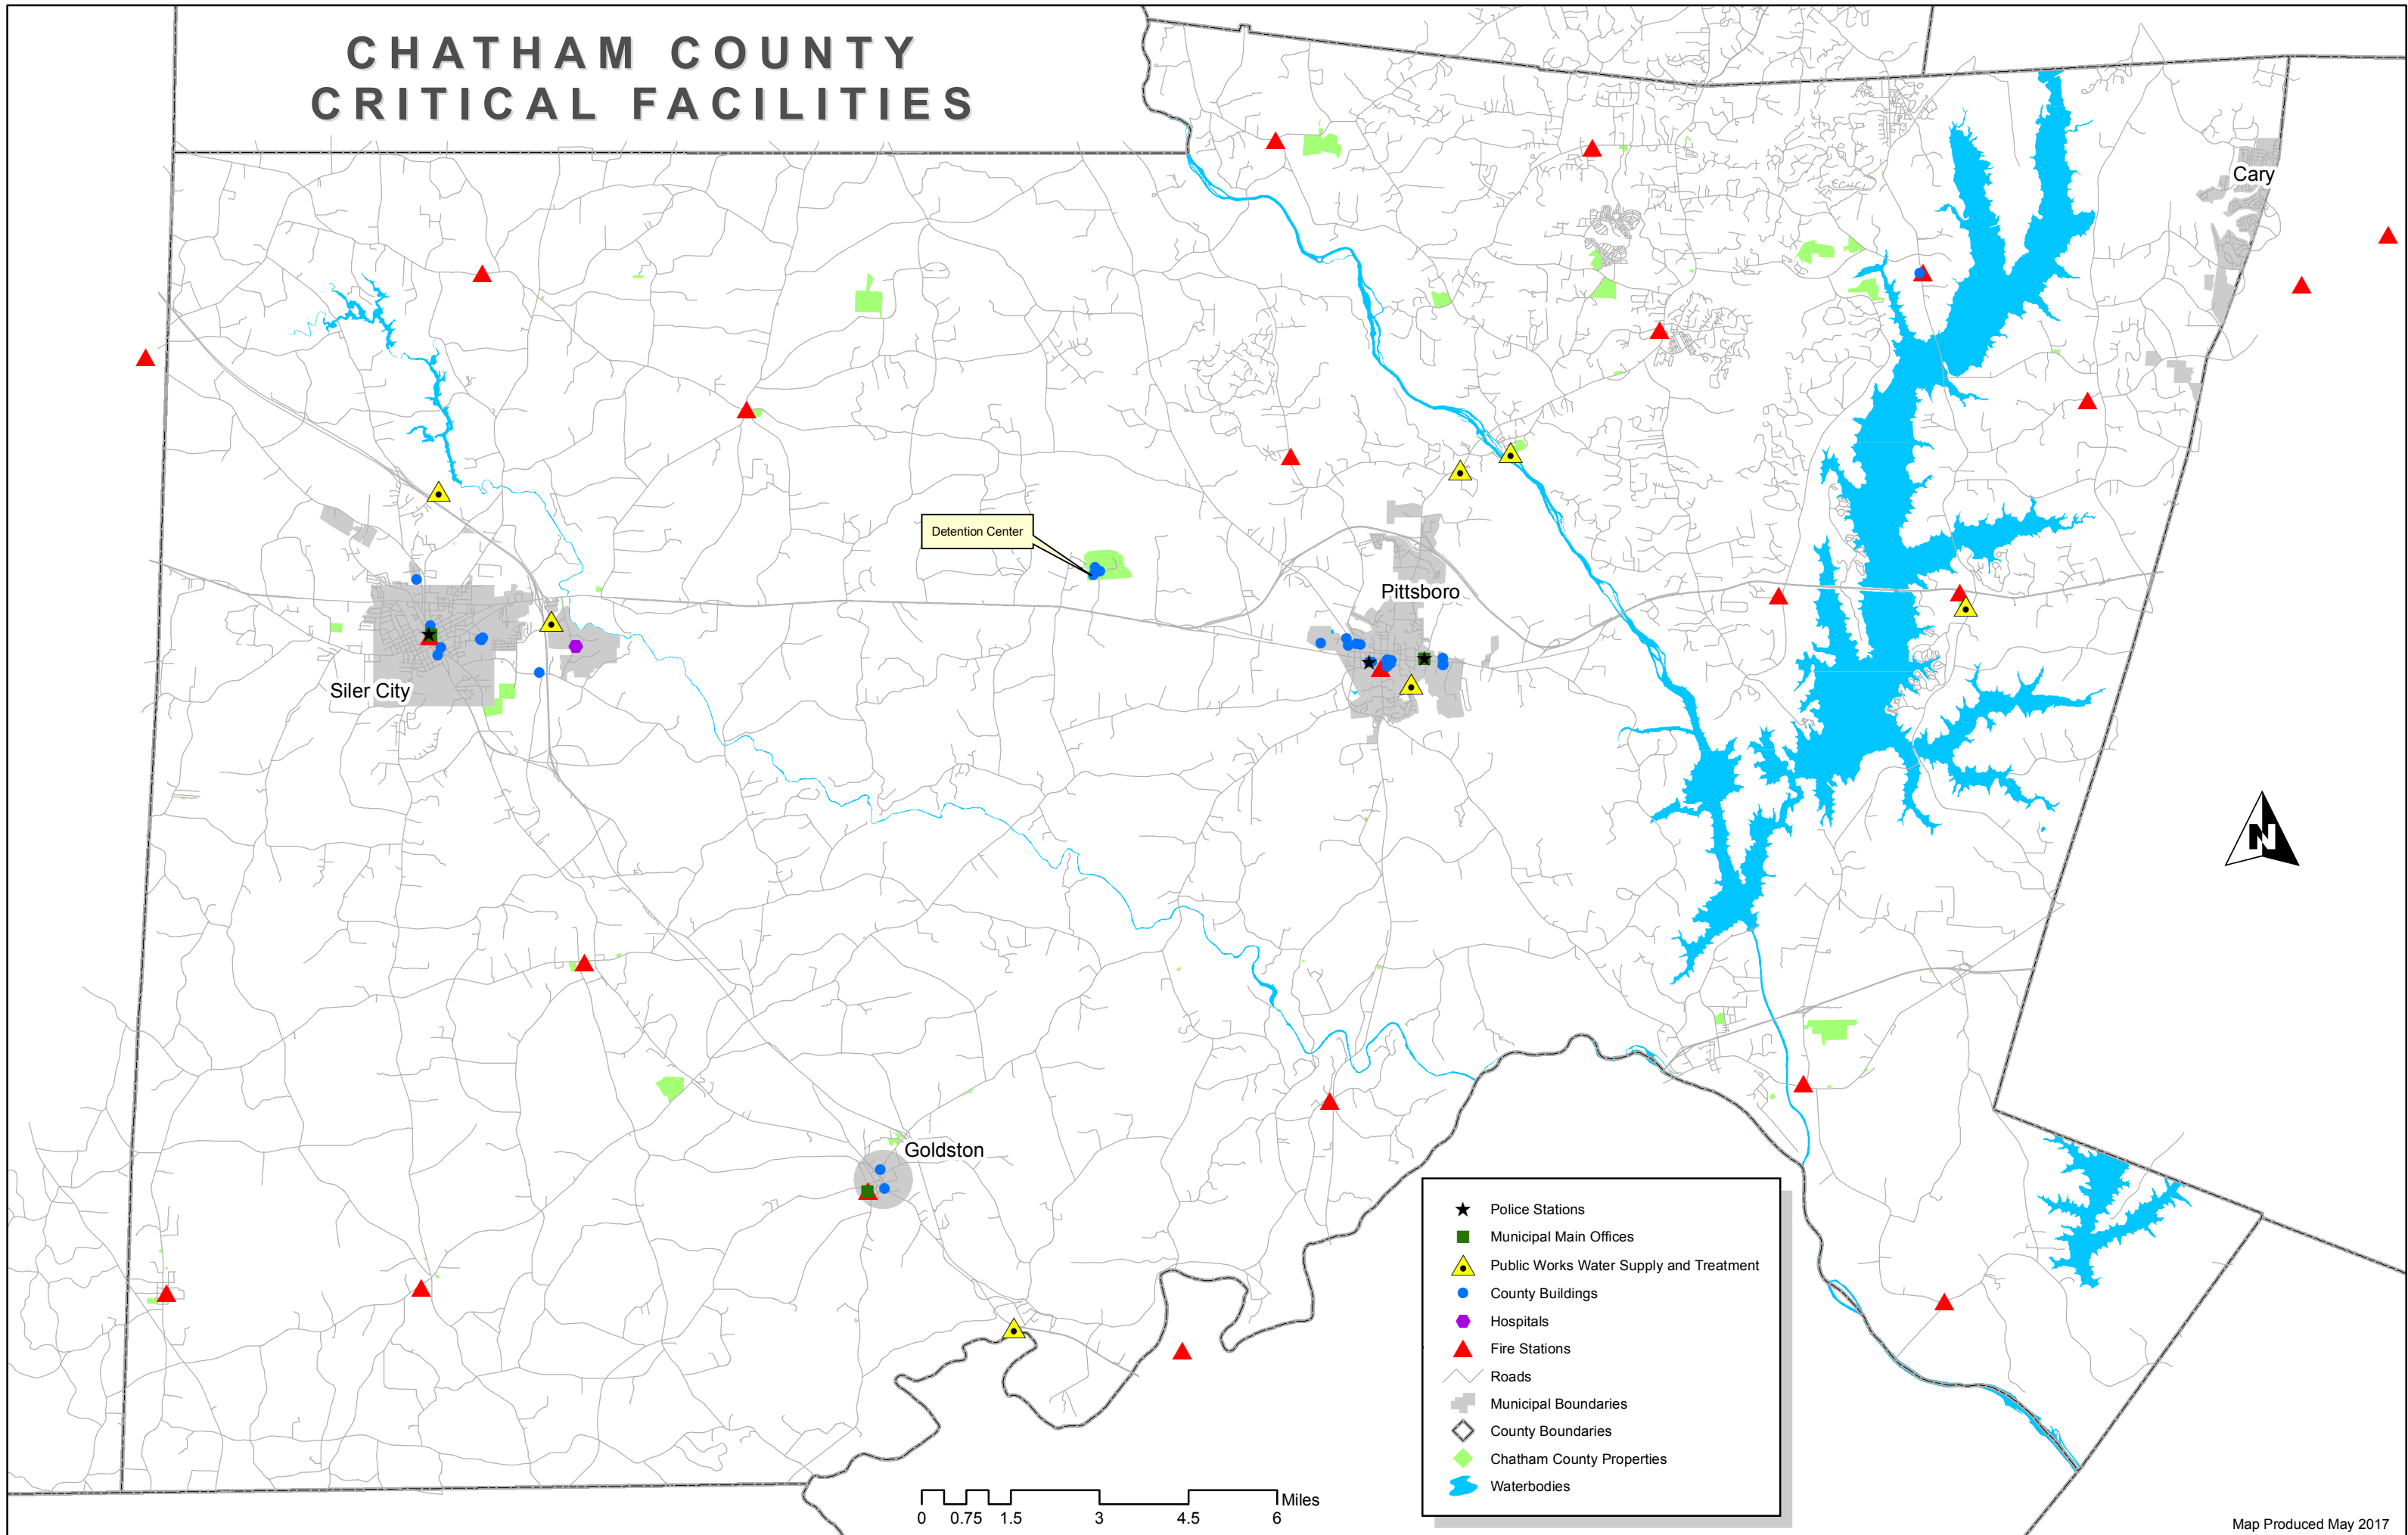 CHATHAM COUNTY
CRITICAL FACILITIES
Cary
Detention Center
Pittsboro
Siler City
N
Goldston
Police Stations
Municipal Main Offices
Public Works Water Supply and Treatment
County Buildings
Hospitals
Fire Stations
Roads
Municipal Boundaries
County Boundaries
Chatham County Properties
Waterbodies
Miles
0 0.75 1.5 3 4.5 6
Map Produced May 2017